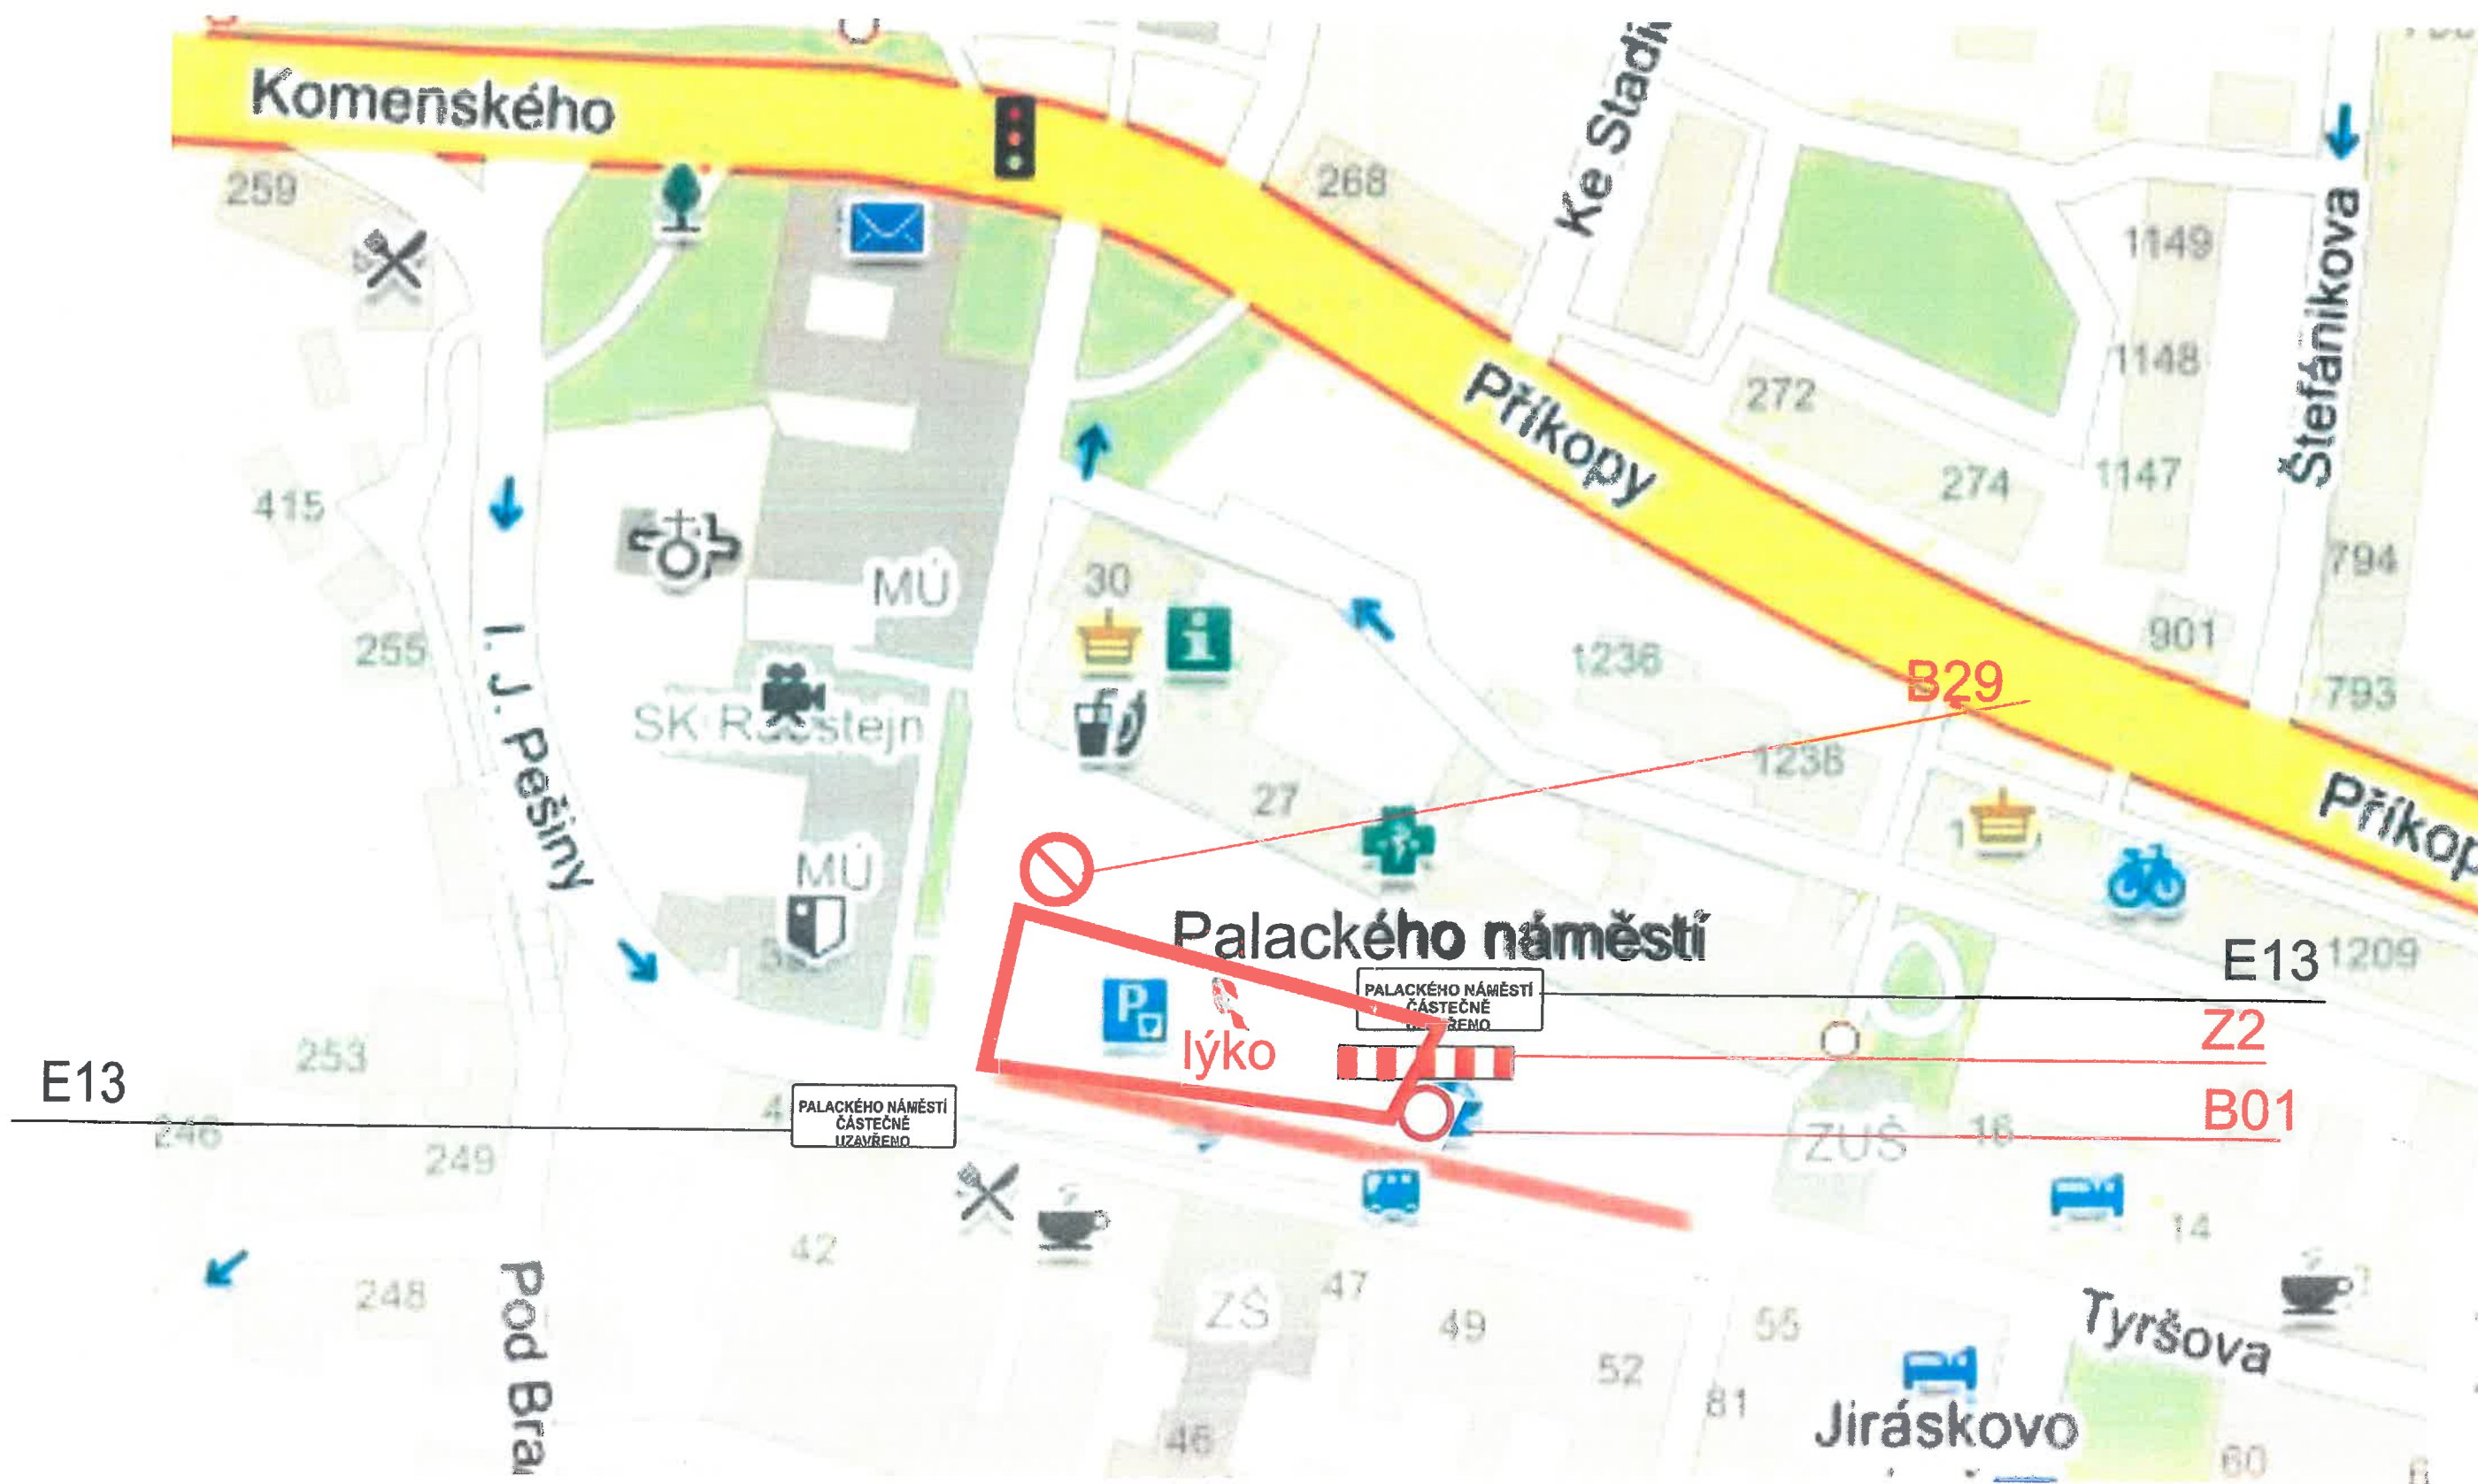 Komenského
Ke Stadi
259
268
1149
Štefánikova
1148
Příkopy
272
415
274
1147
794
30
MÚ
255
1236
901
I. J. Pešiny
B29
793
SK R
stejn
1238
27
Příkop
MÚ
Palackého náměstí
E13
1209
PALACKÉHO NÁMĚSTÍ
ČÁSTEČNĚ
Z2
lýko
253
E13
B01
PALACKÉHO NÁMĚSTÍ
ČÁSTEČNĚ
UZAVŘENO
246
249
ZUŠ
16
14
42
248
Pod Bra
ZŠ
47
49
55
Tyršova
52
81
Jiráskovo
46
60